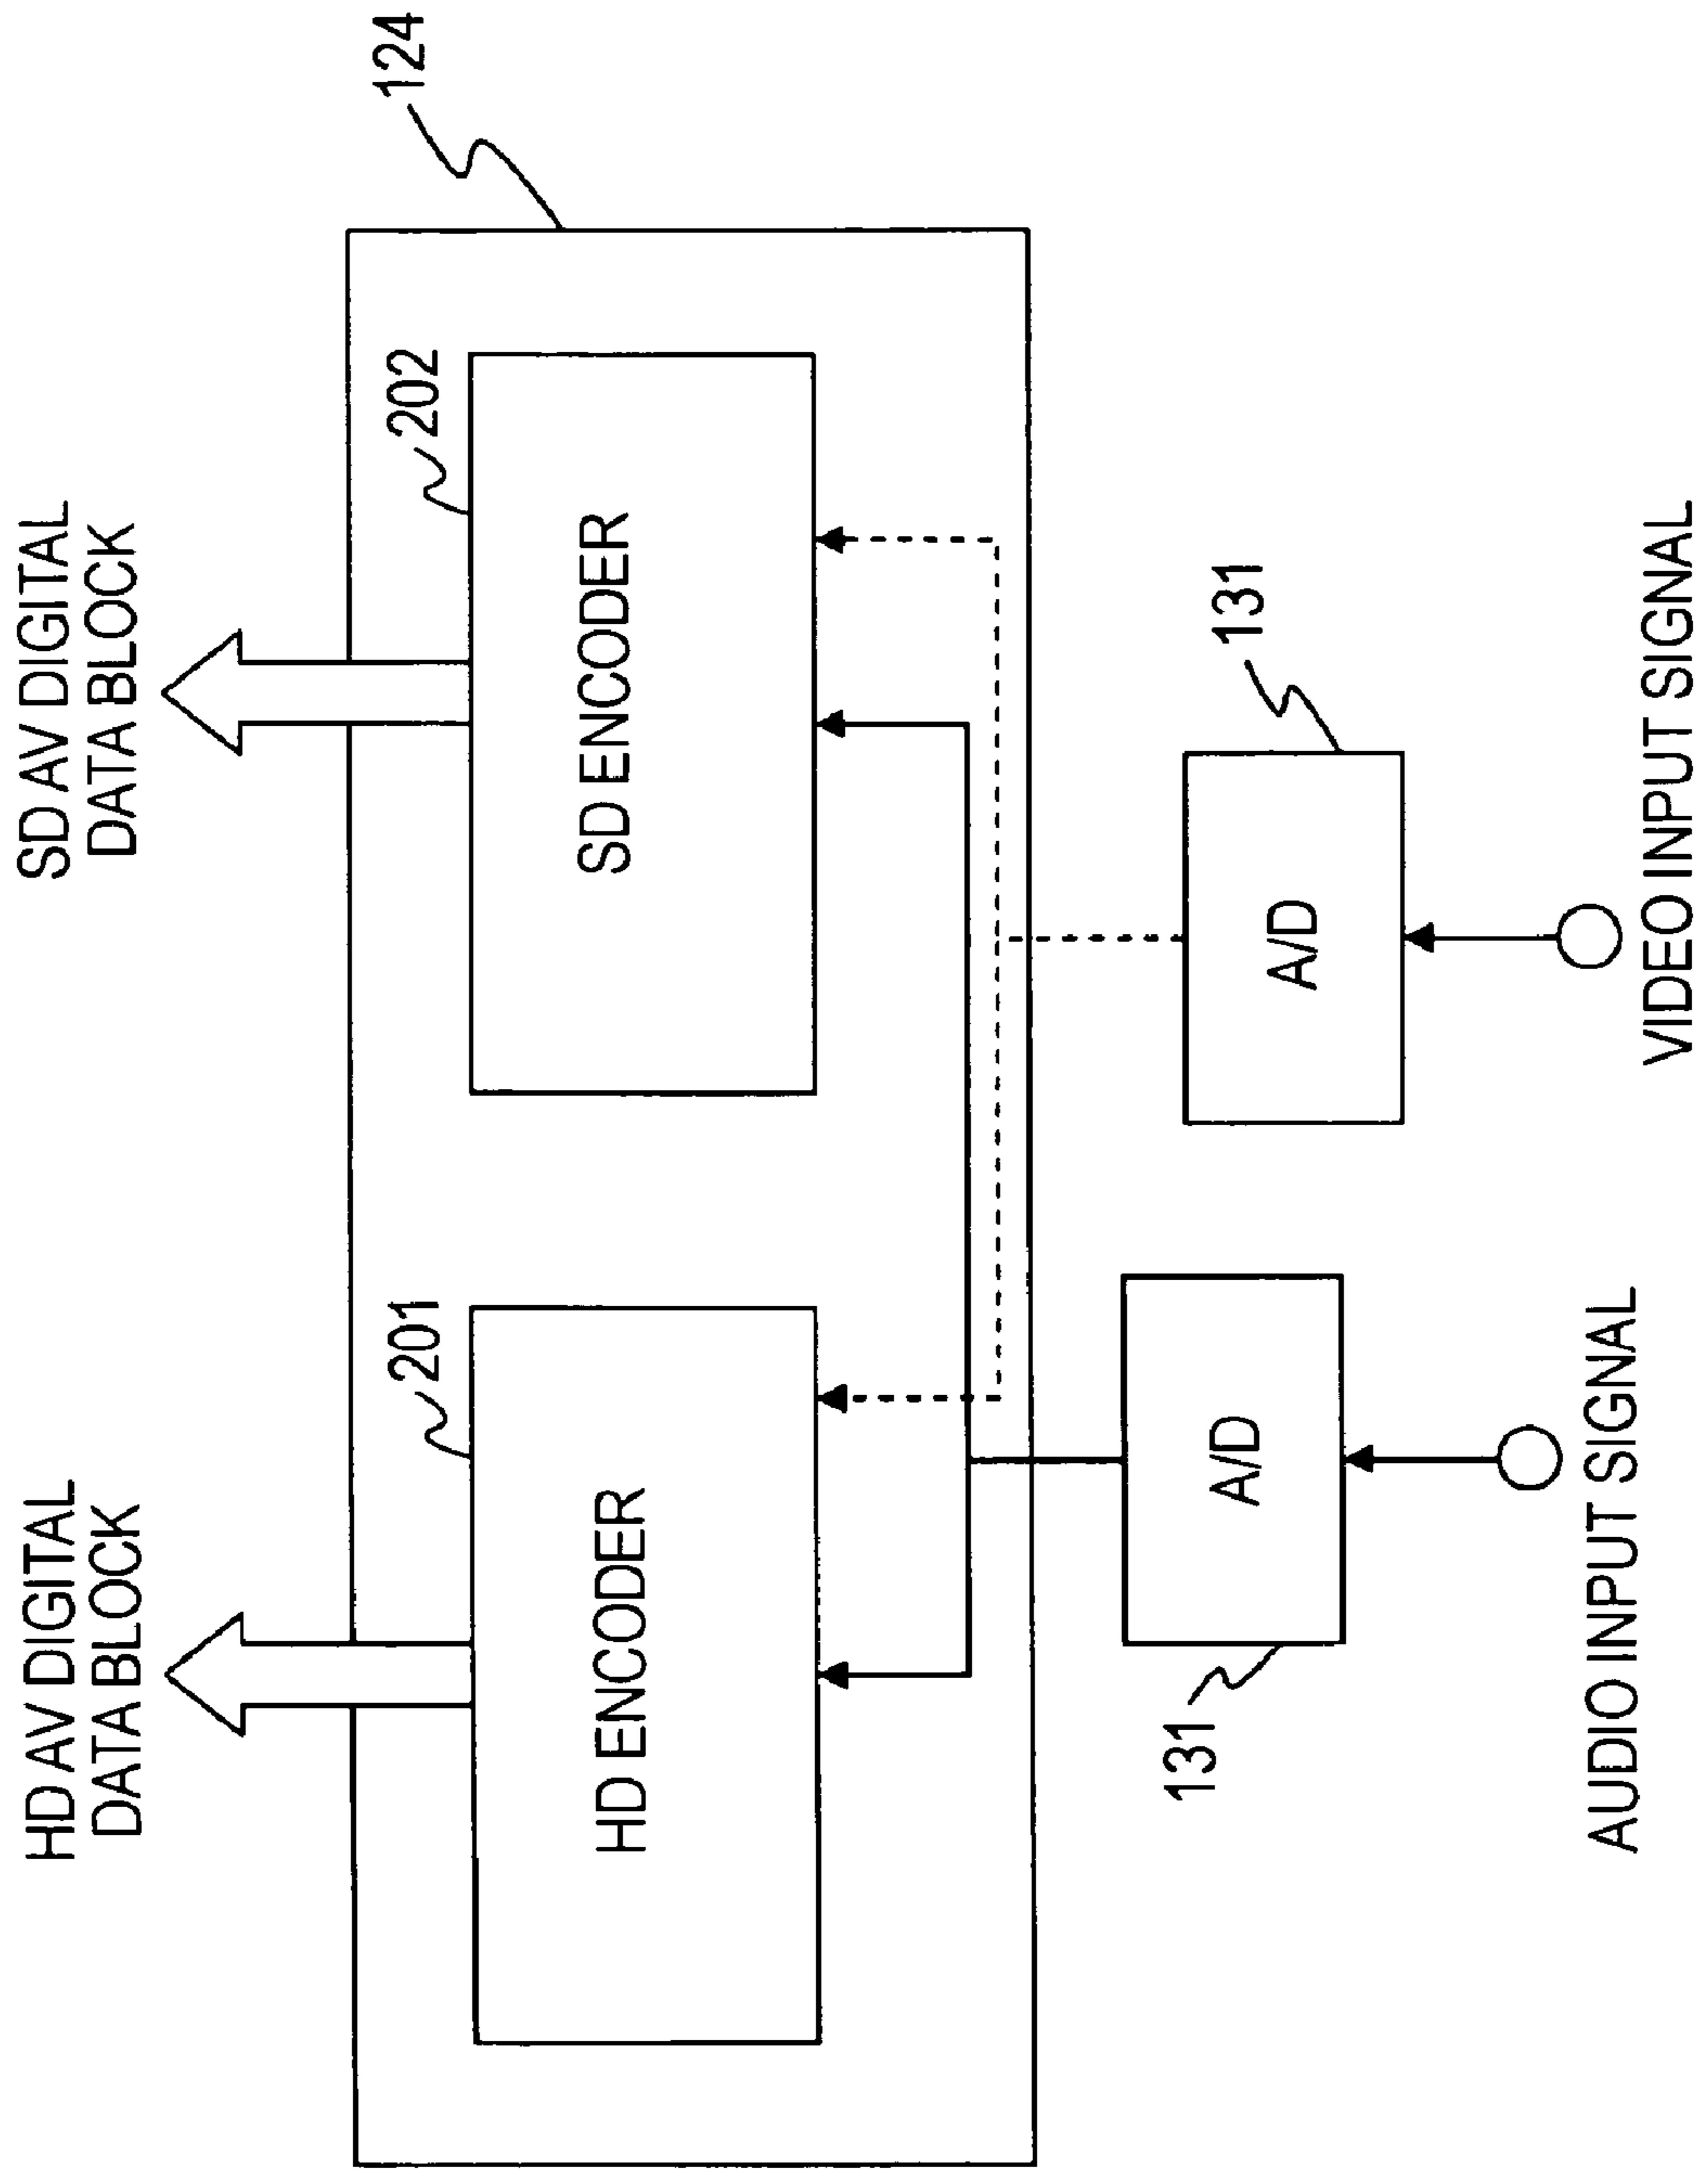 HD AV DIGITAL
DATA BLOCK
SD AV DIGITAL
DATA BLOCK
124
201
202
HD ENCODER
SD ENCODER
131
A/D
A/D
131
AUDIO INPUT SIGNAL
VIDEO INPUT SIGNAL